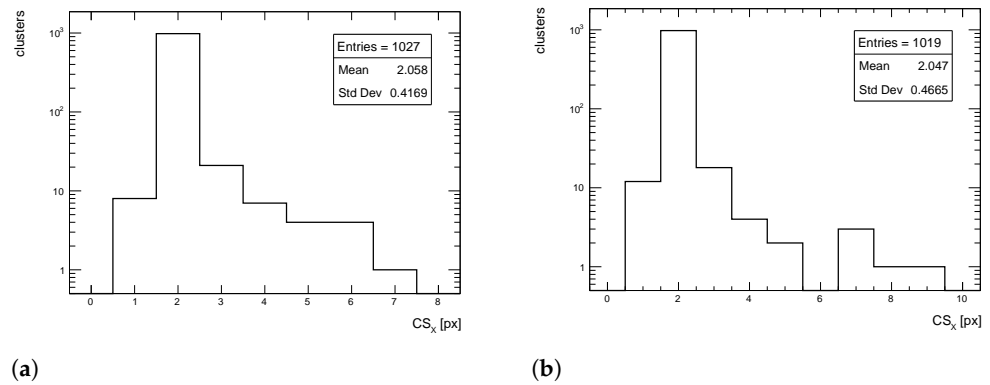 clusters
10³
10²
10
1
Entries = 1027
Mean 2.058
Std Dev 0.4169
0 1 2 3 4 5 6 7 8
CSX [px]
(a)
clusters
10³
10²
10
1
Entries = 1019
Mean 2.047
Std Dev 0.4665
0 2 4 6 8 10
CSX [px]
(b)